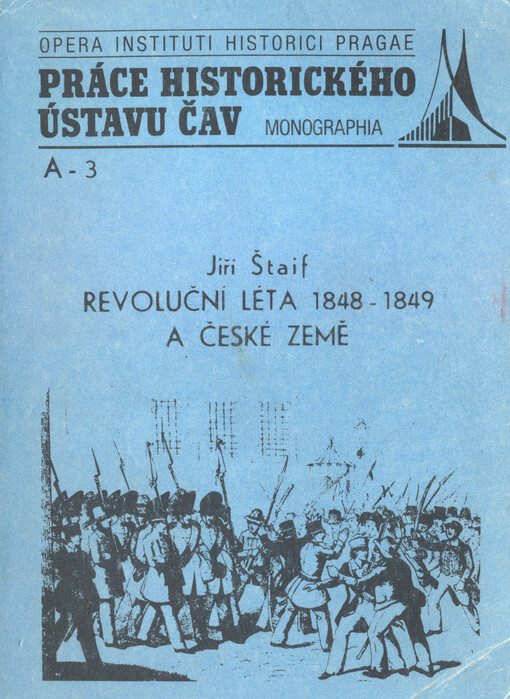 OPERA INSTITUTI HISTORICI PRAGAE
PRÁCE HISTORICKÉHO
ÚSTAVU ČAV MONOGRAPHIA
A - 3
Jiří Štaif
REVOLUČNÍ LÉTA 1848 - 1849
A ČESKÉ ZEMĚ